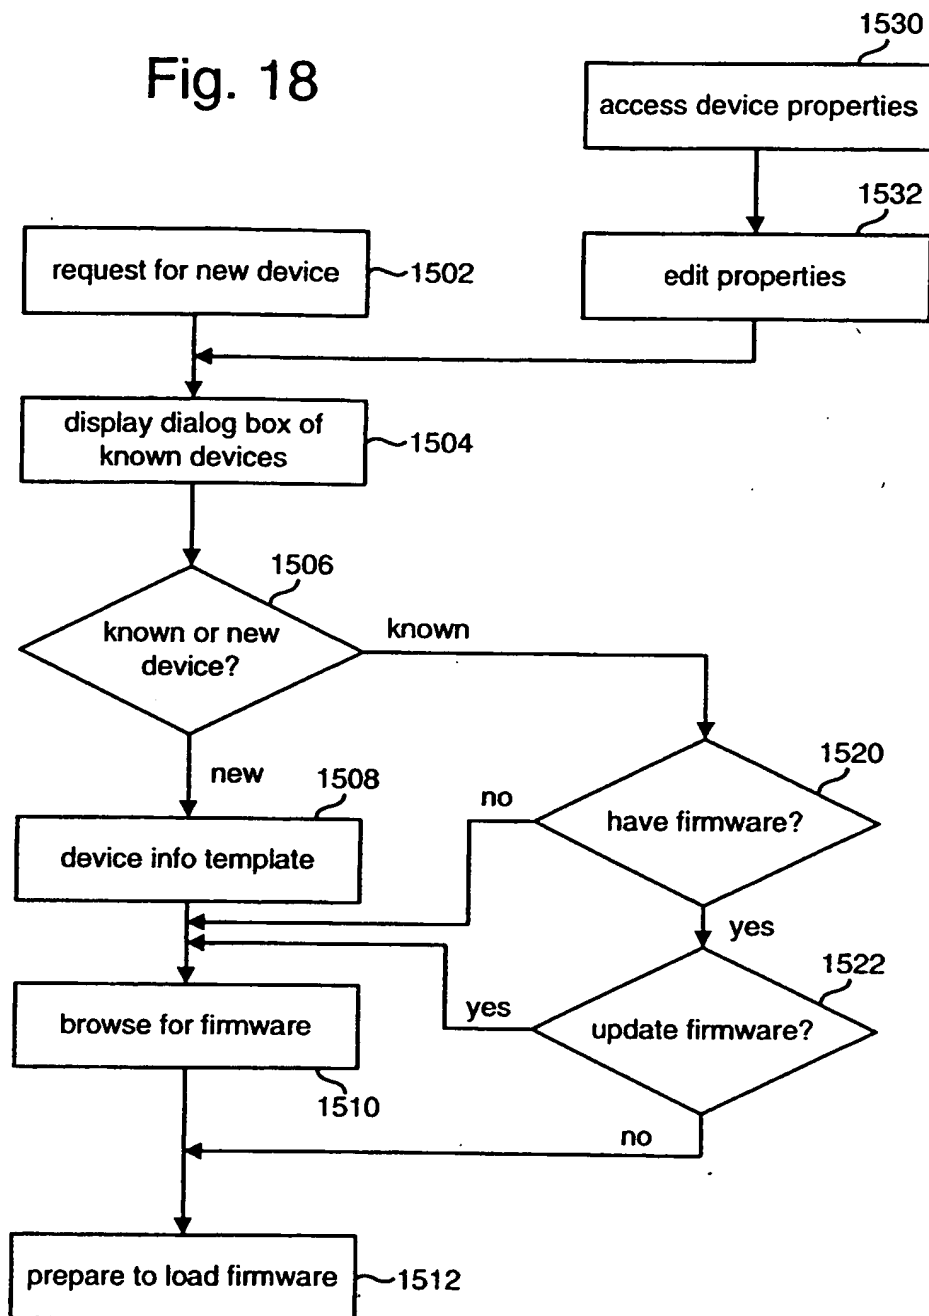 Fig. 18
1530
access device properties
1532
edit properties
request for new device
1502
display dialog box of
known devices
1504
1506
known or new
device?
known
new
1508
device info template
1520
have firmware?
no
yes
1522
update firmware?
yes
browse for firmware
1510
no
prepare to load firmware
1512